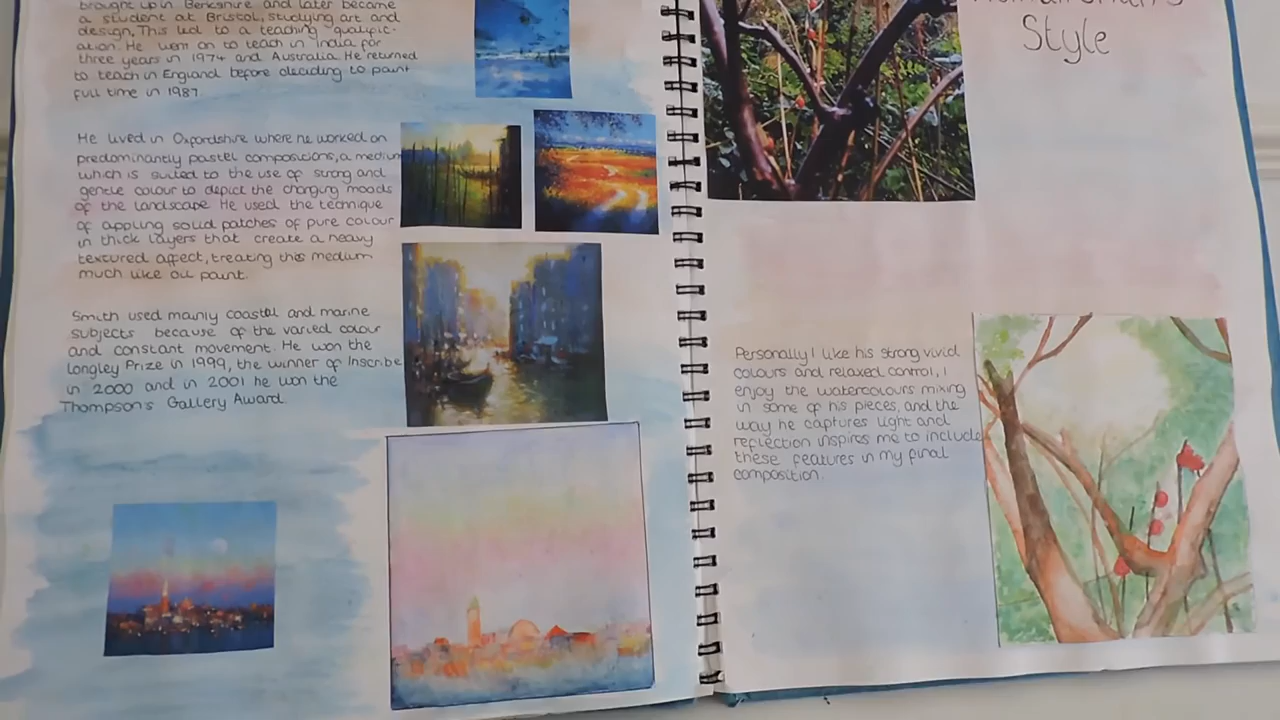 brought up in Berkshire and later became
a student at Bristol, studying art and
design. This led to a teaching qualific-
ation. He went on to teach in India for
three years in 1974 and Australia. He returned
to teach in England before deciding to paint
full time in 1987.
He lived in Oxfordshire where he worked on
predominantly pastel compositions, a medium
which is suited to the use of strong and
gentle colour to depict the changing moods
of the landscape. He used the tecnique
of appling solid patches of pure colour
in thick layers that create a heavy
textured affect, treating this medium
much like oil paint.
Smith used mainly coastal and marine
subjects because of the varied colour
and constant movement. He won the
Longley Prize in 1999, the winner of Inscribe
in 2000 and in 2001 he won the
Thompson's Gallery Award.
Style
Personally I like his strong vivid
colours and relaxed control, I
enjoy the watercolours mixing
in some of his pieces, and the
way he captures light and
reflection inspires me to include
these features in my final
composition.